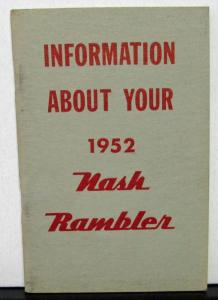 INFORMATION
ABOUT YOUR
1952
Nash
Rambler